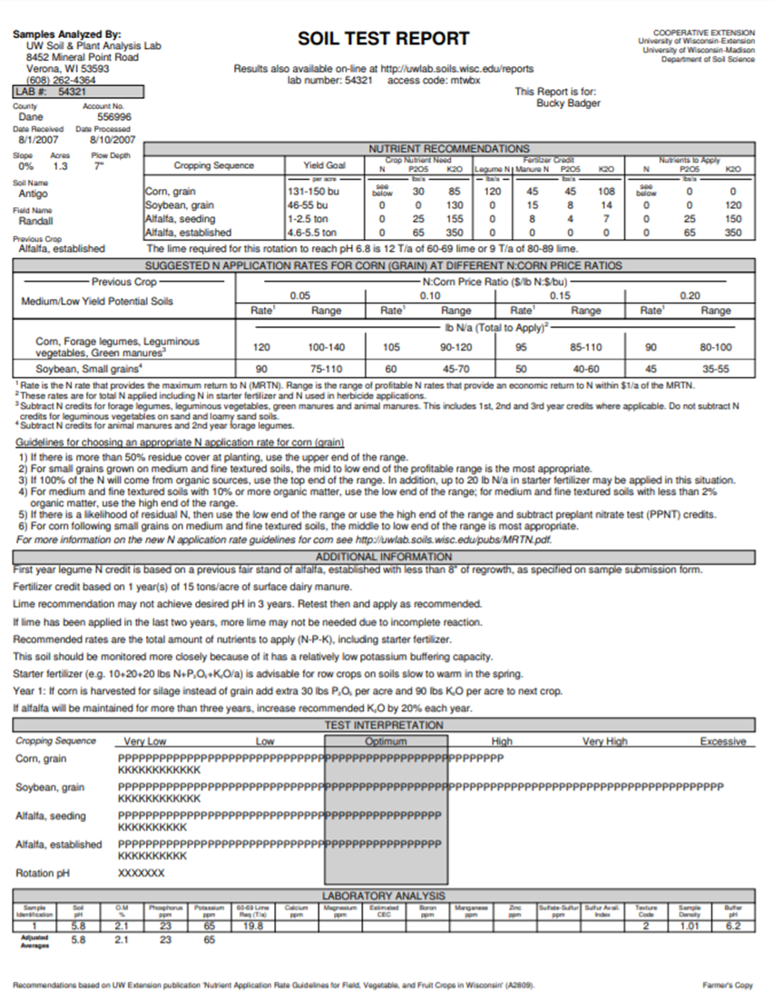 Samples Analyzed By:
UW Soil & Plant Analysis Lab
8452 Mineral Point Road
Verona, WI 53593
(608) 262-4364
SOIL TEST REPORT
Results also available on-line at http://uwlab.soils.wisc.edu/reports
lab number: 54321 access code: mtwbx
COOPERATIVE EXTENSION
University of Wisconsin-Extension
University of Wisconsin-Madison
Department of Soil Science
This Report is for:
Bucky Badger
LAB #: 54321
County Account No.
Dane 556996
Date Received Date Processed
8/1/2007 8/10/2007
Slope Acres Plow Depth
0% 1.3 7"
Soil Name
Antigo
Field Name
Randall
Previous Crop
Alfalfa, established
NUTRIENT RECOMMENDATIONS
Cropping Sequence Yield Goal Crop Nutrient Need Fertilizer Credit Nutrients to Apply
N P2O5 K2O Legume N Manure N P2O5 K2O N P2O5 K2O
per acre lbs/a lbs/a lbs/a lbs/a
Corn, grain 131-150 bu see below 30 85 120 45 45 108 see below 0 0
Soybean, grain 46-55 bu 0 0 130 0 15 8 14 0 0 120
Alfalfa, seeding 1-2.5 ton 0 25 155 0 8 4 7 0 25 150
Alfalfa, established 4.6-5.5 ton 0 65 350 0 0 0 0 0 65 350
The lime required for this rotation to reach pH 6.8 is 12 T/a of 60-69 lime or 9 T/a of 80-89 lime.
SUGGESTED N APPLICATION RATES FOR CORN (GRAIN) AT DIFFERENT N:CORN PRICE RATIOS
Previous Crop N:Corn Price Ratio ($/lb N:$/bu)
Medium/Low Yield Potential Soils 0.05 0.10 0.15 0.20
Rate¹ Range Rate¹ Range Rate¹ Range Rate¹ Range
lb N/a (Total to Apply)²
Corn, Forage legumes, Leguminous
vegetables, Green manures³ 120 100-140 105 90-120 95 85-110 90 80-100
Soybean, Small grains⁴ 90 75-110 60 45-70 50 40-60 45 35-55
¹ Rate is the N rate that provides the maximum return to N (MRTN). Range is the range of profitable N rates that provide an economic return to N within $1/a of the MRTN.
² These rates are for total N applied including N in starter fertilizer and N used in herbicide applications.
³ Subtract N credits for forage legumes, leguminous vegetables, green manures and animal manures. This includes 1st, 2nd and 3rd year credits where applicable. Do not subtract N
credits for leguminous vegetables on sand and loamy sand soils.
⁴ Subtract N credits for animal manures and 2nd year forage legumes.
Guidelines for choosing an appropriate N application rate for corn (grain)
1) If there is more than 50% residue cover at planting, use the upper end of the range.
2) For small grains grown on medium and fine textured soils, the mid to low end of the profitable range is the most appropriate.
3) If 100% of the N will come from organic sources, use the top end of the range. In addition, up to 20 lb N/a in starter fertilizer may be applied in this situation.
4) For medium and fine textured soils with 10% or more organic matter, use the low end of the range; for medium and fine textured soils with less than 2%
organic matter, use the high end of the range.
5) If there is a likelihood of residual N, then use the low end of the range or use the high end of the range and subtract preplant nitrate test (PPNT) credits.
6) For corn following small grains on medium and fine textured soils, the middle to low end of the range is most appropriate.
For more information on the new N application rate guidelines for corn see http://uwlab.soils.wisc.edu/pubs/MRTN.pdf.
ADDITIONAL INFORMATION
First year legume N credit is based on a previous fair stand of alfalfa, established with less than 8" of regrowth, as specified on sample submission form.
Fertilizer credit based on 1 year(s) of 15 tons/acre of surface dairy manure.
Lime recommendation may not achieve desired pH in 3 years. Retest then and apply as recommended.
If lime has been applied in the last two years, more lime may not be needed due to incomplete reaction.
Recommended rates are the total amount of nutrients to apply (N-P-K), including starter fertilizer.
This soil should be monitored more closely because of it has a relatively low potassium buffering capacity.
Starter fertilizer (e.g. 10+20+20 lbs N+P₂O₅+K₂O/a) is advisable for row crops on soils slow to warm in the spring.
Year 1: If corn is harvested for silage instead of grain add extra 30 lbs P₂O₅ per acre and 90 lbs K₂O per acre to next crop.
If alfalfa will be maintained for more than three years, increase recommended K₂O by 20% each year.
TEST INTERPRETATION
Cropping Sequence Very Low Low Optimum High Very High Excessive
Corn, grain PPPPPPPPPPPPPPPPPPPPPPPPPPPPPPPPPPPPPPPPPPPPPPPPPPPPPPPP
KKKKKKKKKKKK
Soybean, grain PPPPPPPPPPPPPPPPPPPPPPPPPPPPPPPPPPPPPPPPPPPPPPPPPPPPPPPPPPPPPPPPPPPPPPPPPPPPPPPPPPPPPPPP
KKKKKKKKKKKK
Alfalfa, seeding PPPPPPPPPPPPPPPPPPPPPPPPPPPPPPPPPPPPPPPPPPPPPPP
KKKKKKKKKK
Alfalfa, established PPPPPPPPPPPPPPPPPPPPPPPPPPPPPPPPPPPPPPPPPPPPPPP
KKKKKKKKKK
Rotation pH XXXXXXX
LABORATORY ANALYSIS
Sample Identification Soil pH O.M % Phosphorus ppm Potassium ppm 60-69 Lime Req (T/a) Calcium ppm Magnesium ppm Estimated CEC Boron ppm Manganese ppm Zinc ppm Sulfate-Sulfur ppm Sulfur Avail. Index Texture Code Sample Density Buffer pH
1 5.8 2.1 23 65 19.8 2 1.01 6.2
Adjusted Averages 5.8 2.1 23 65
Recommendations based on UW Extension publication 'Nutrient Application Rate Guidelines for Field, Vegetable, and Fruit Crops in Wisconsin' (A2809).
Farmer's Copy